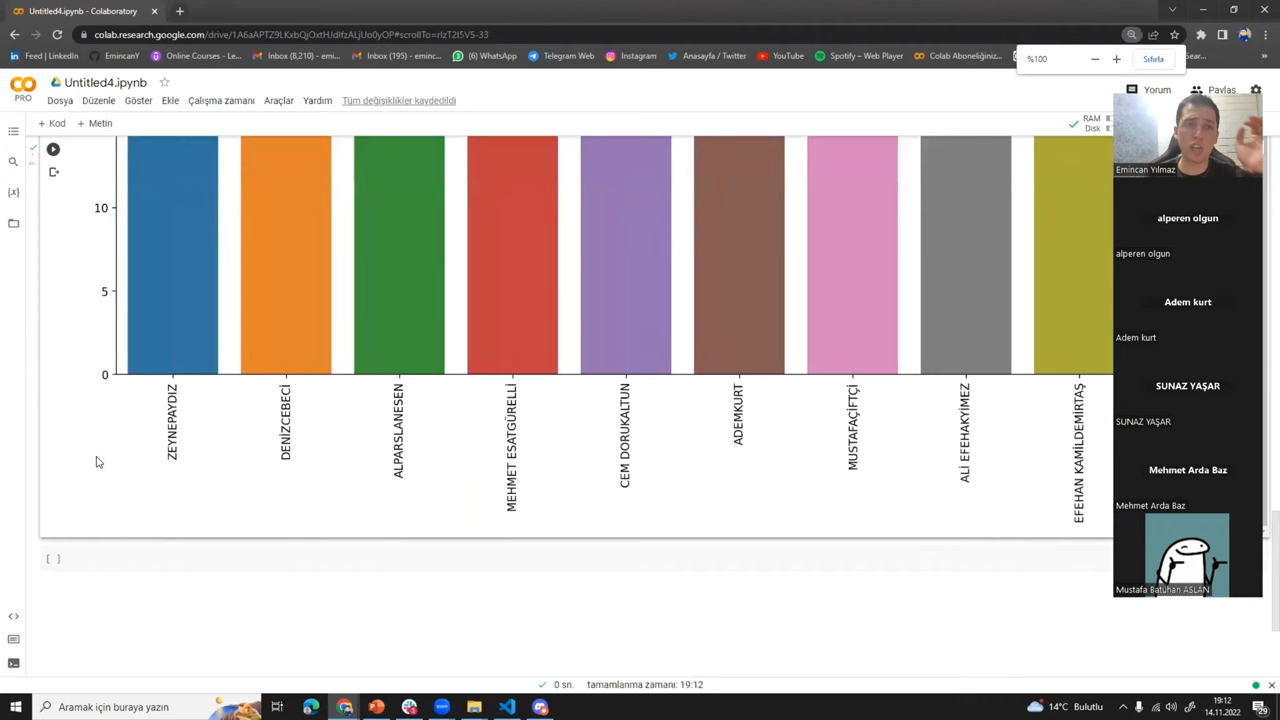 Untitled4.ipynb - Colaboratory
colab.research.google.com/drive/1A6aAPTZ9LKxbQjOxtHJdIfzALjUo0yOP#scrollTo=rIzT2I5V5-33
Feed | LinkedIn
EmincanY
Online Courses - Le...
Inbox (8,210) - eminc...
Inbox (195) - eminc...
WhatsApp
Telegram Web
Instagram
Anasayfa / Twitter
YouTube
Spotify – Web Player
Colab Aboneliğiniz...
Sear...
%100
Sıfırla
PRO
Untitled4.ipynb
Dosya Düzenle Göster Ekle Çalışma zamanı Araçlar Yardım Tüm değişiklikler kaydedildi
Yorum
Paylaş
+ Kod + Metin
RAM
Disk
10
5
0
ZEYNEPAYDIZ
DENİZCEBECİ
ALPARSLANESEN
MEHMET ESATGÜRELLİ
CEM DORUKALTUN
ADEMKURT
MUSTAFAÇİFTÇİ
ALİ EFEHAKYİMEZ
EFEHAN KAMİLDEMİRTAŞ
[ ]
Emincan Yılmaz
alperen olgun
alperen olgun
Adem kurt
Adem kurt
SUNAZ YAŞAR
SUNAZ YAŞAR
Mehmet Arda Baz
Mehmet Arda Baz
Mustafa Batuhan ASLAN
0 sn. tamamlanma zamanı: 19:12
Aramak için buraya yazın
14°C Bulutlu
19:12
14.11.2022
29